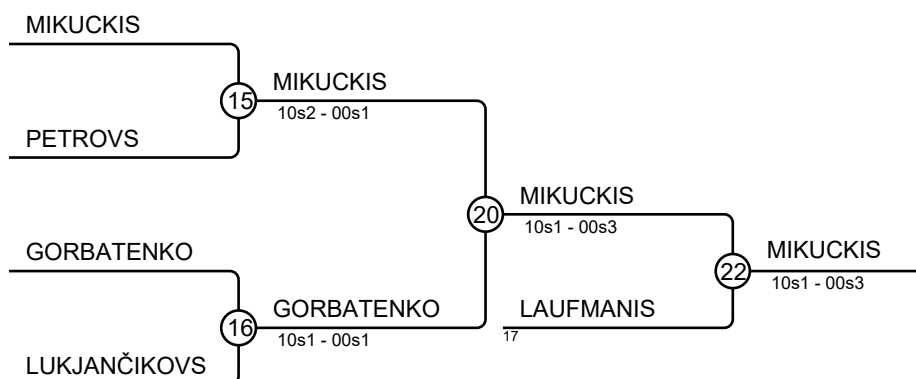 MIKUCKIS
15
MIKUCKIS
10s2 - 00s1
PETROVS
20
MIKUCKIS
10s1 - 00s3
GORBATENKO
22
MIKUCKIS
10s1 - 00s3
16
GORBATENKO
10s1 - 00s1
LAUFMANIS
17
LUKJANČIKOVS